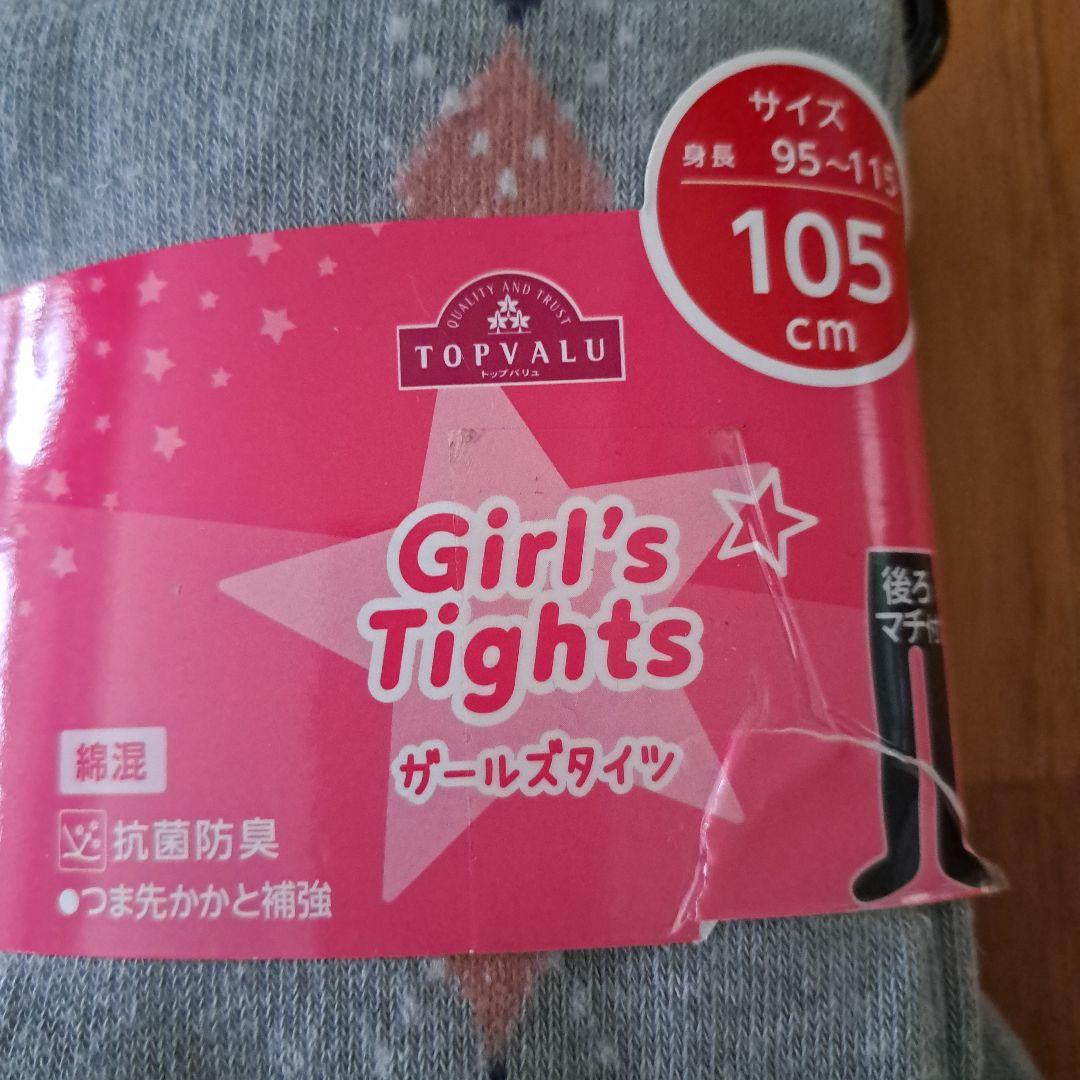 サイズ
身長 95~115
105
cm
QUALITY AND TRUST
TOPVALU
トップバリュ
Girl's
Tights
ガールズタイツ
後ろ
マチ付
綿混
抗菌防臭
●つま先かかと補強